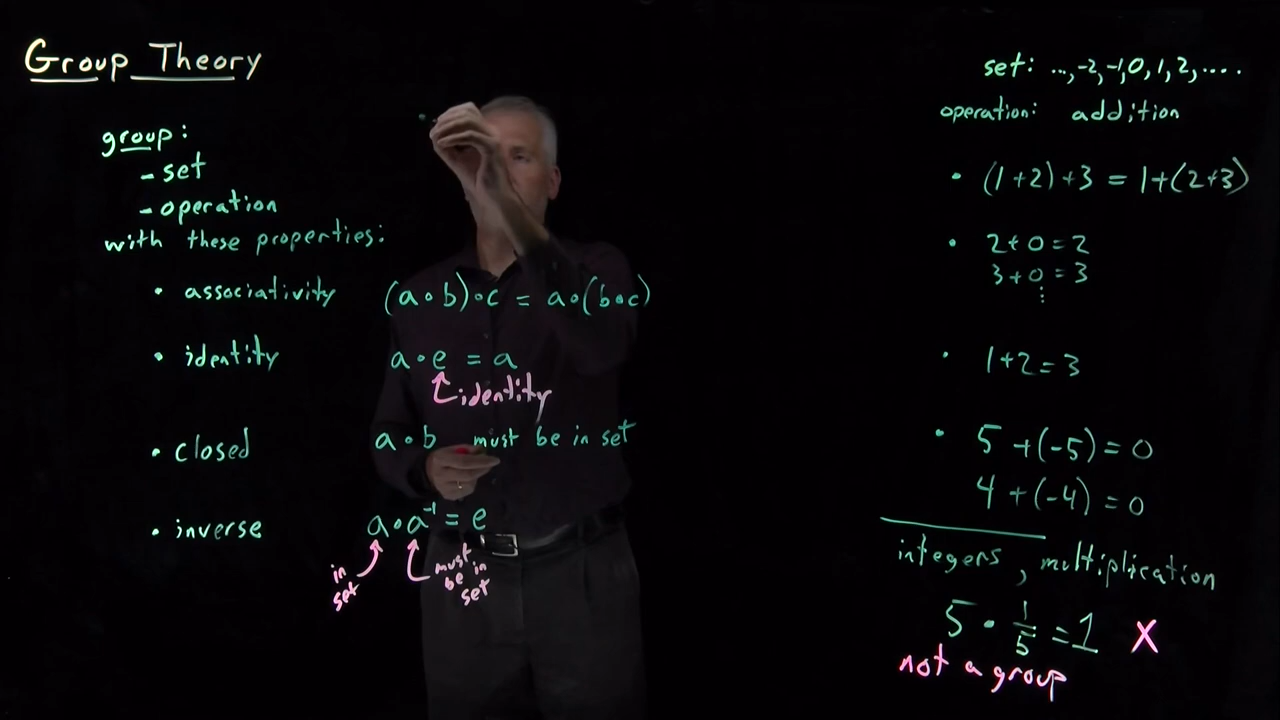 Group Theory
group:
- set
- operation
with these properties:
• associativity (a∘b)∘c = a∘(b∘c)
• identity a∘e = a
identity
• closed a∘b must be in set
• inverse a∘a⁻¹ = e
in set
must be in set
set: ..., -2, -1, 0, 1, 2, ....
operation: addition
• (1+2)+3 = 1+(2+3)
• 2+0=2
3+0=3
⋮
• 1+2=3
• 5+(-5)=0
4+(-4)=0
integers, multiplication
5 · 1/5 = 1 X
not a group